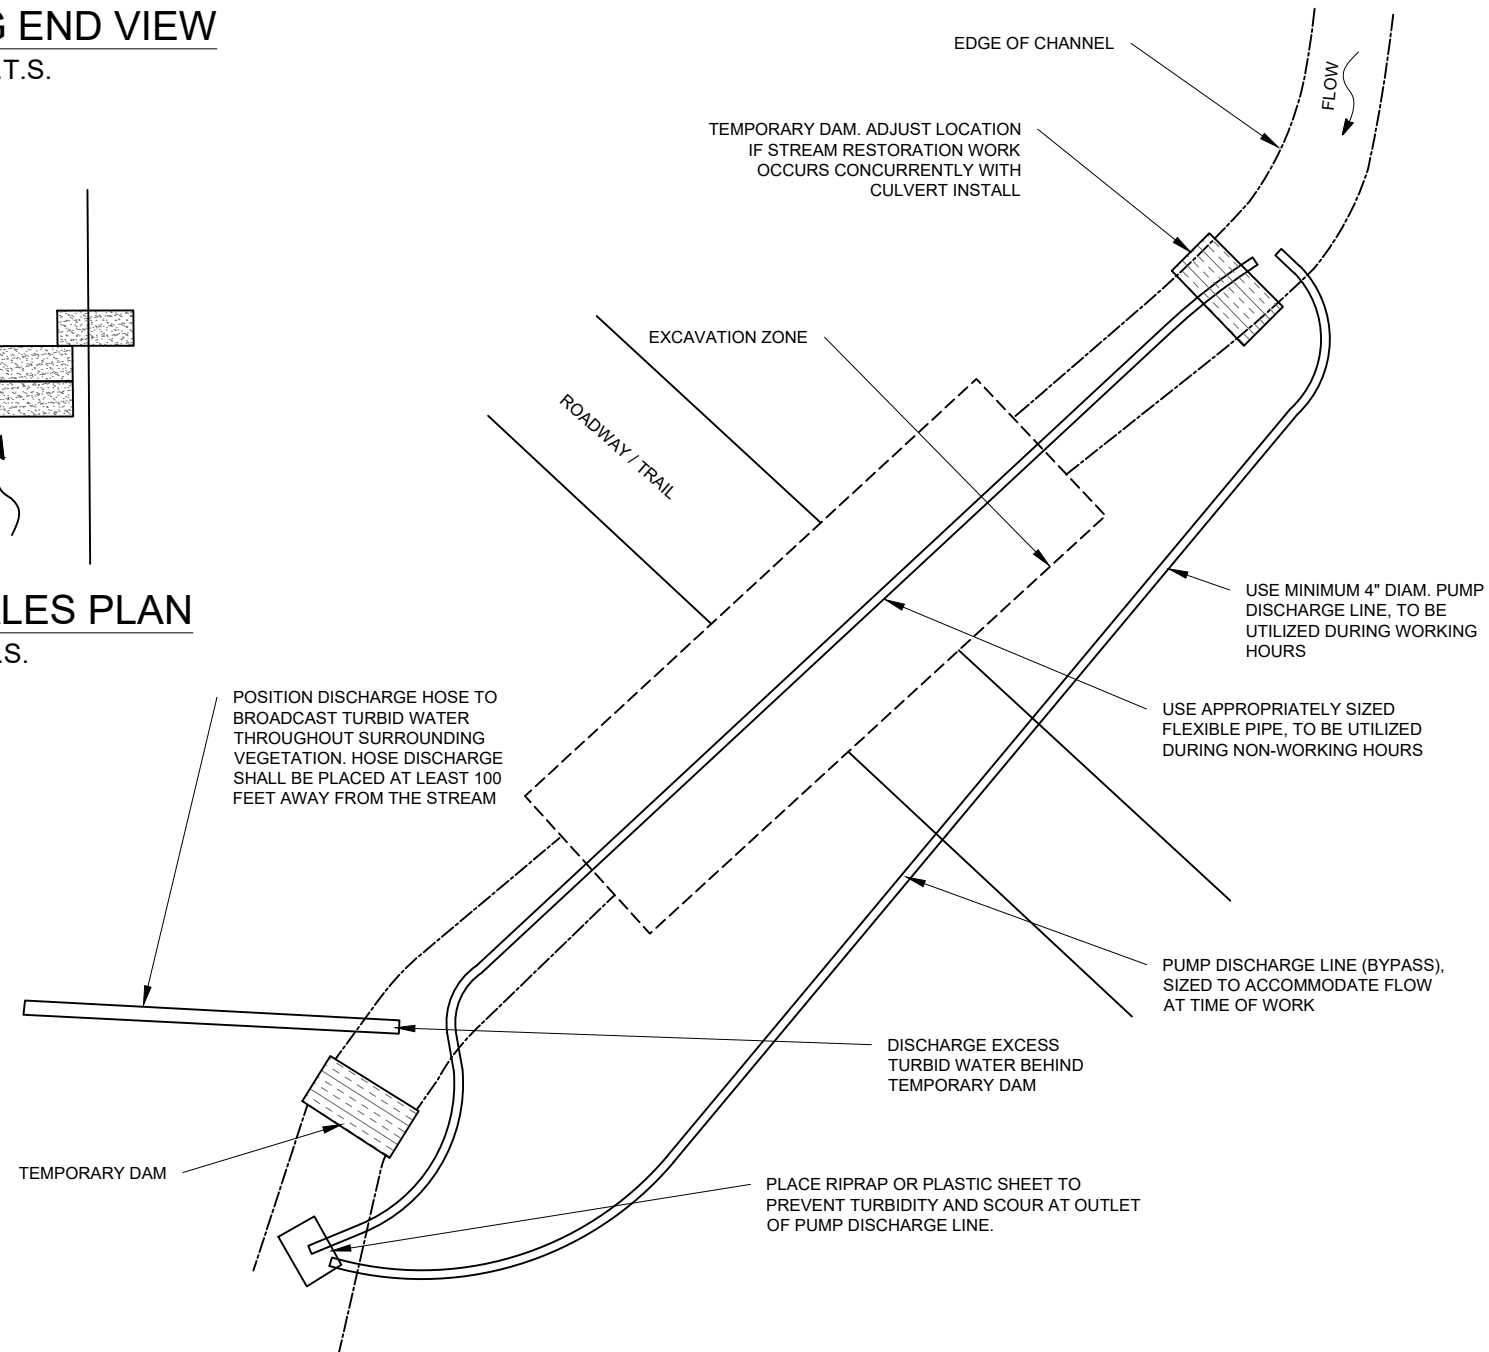 END VIEW
T.S.
PLAN
EDGE OF CHANNEL
FLOW
TEMPORARY DAM. ADJUST LOCATION
IF STREAM RESTORATION WORK
OCCURS CONCURRENTLY WITH
CULVERT INSTALL
EXCAVATION ZONE
ROADWAY / TRAIL
USE MINIMUM 4" DIAM. PUMP
DISCHARGE LINE, TO BE
UTILIZED DURING WORKING
HOURS
POSITION DISCHARGE HOSE TO
BROADCAST TURBID WATER
THROUGHOUT SURROUNDING
VEGETATION. HOSE DISCHARGE
SHALL BE PLACED AT LEAST 100
FEET AWAY FROM THE STREAM
USE APPROPRIATELY SIZED
FLEXIBLE PIPE, TO BE UTILIZED
DURING NON-WORKING HOURS
PUMP DISCHARGE LINE (BYPASS),
SIZED TO ACCOMMODATE FLOW
AT TIME OF WORK
DISCHARGE EXCESS
TURBID WATER BEHIND
TEMPORARY DAM
TEMPORARY DAM
PLACE RIPRAP OR PLASTIC SHEET TO
PREVENT TURBIDITY AND SCOUR AT OUTLET
OF PUMP DISCHARGE LINE.